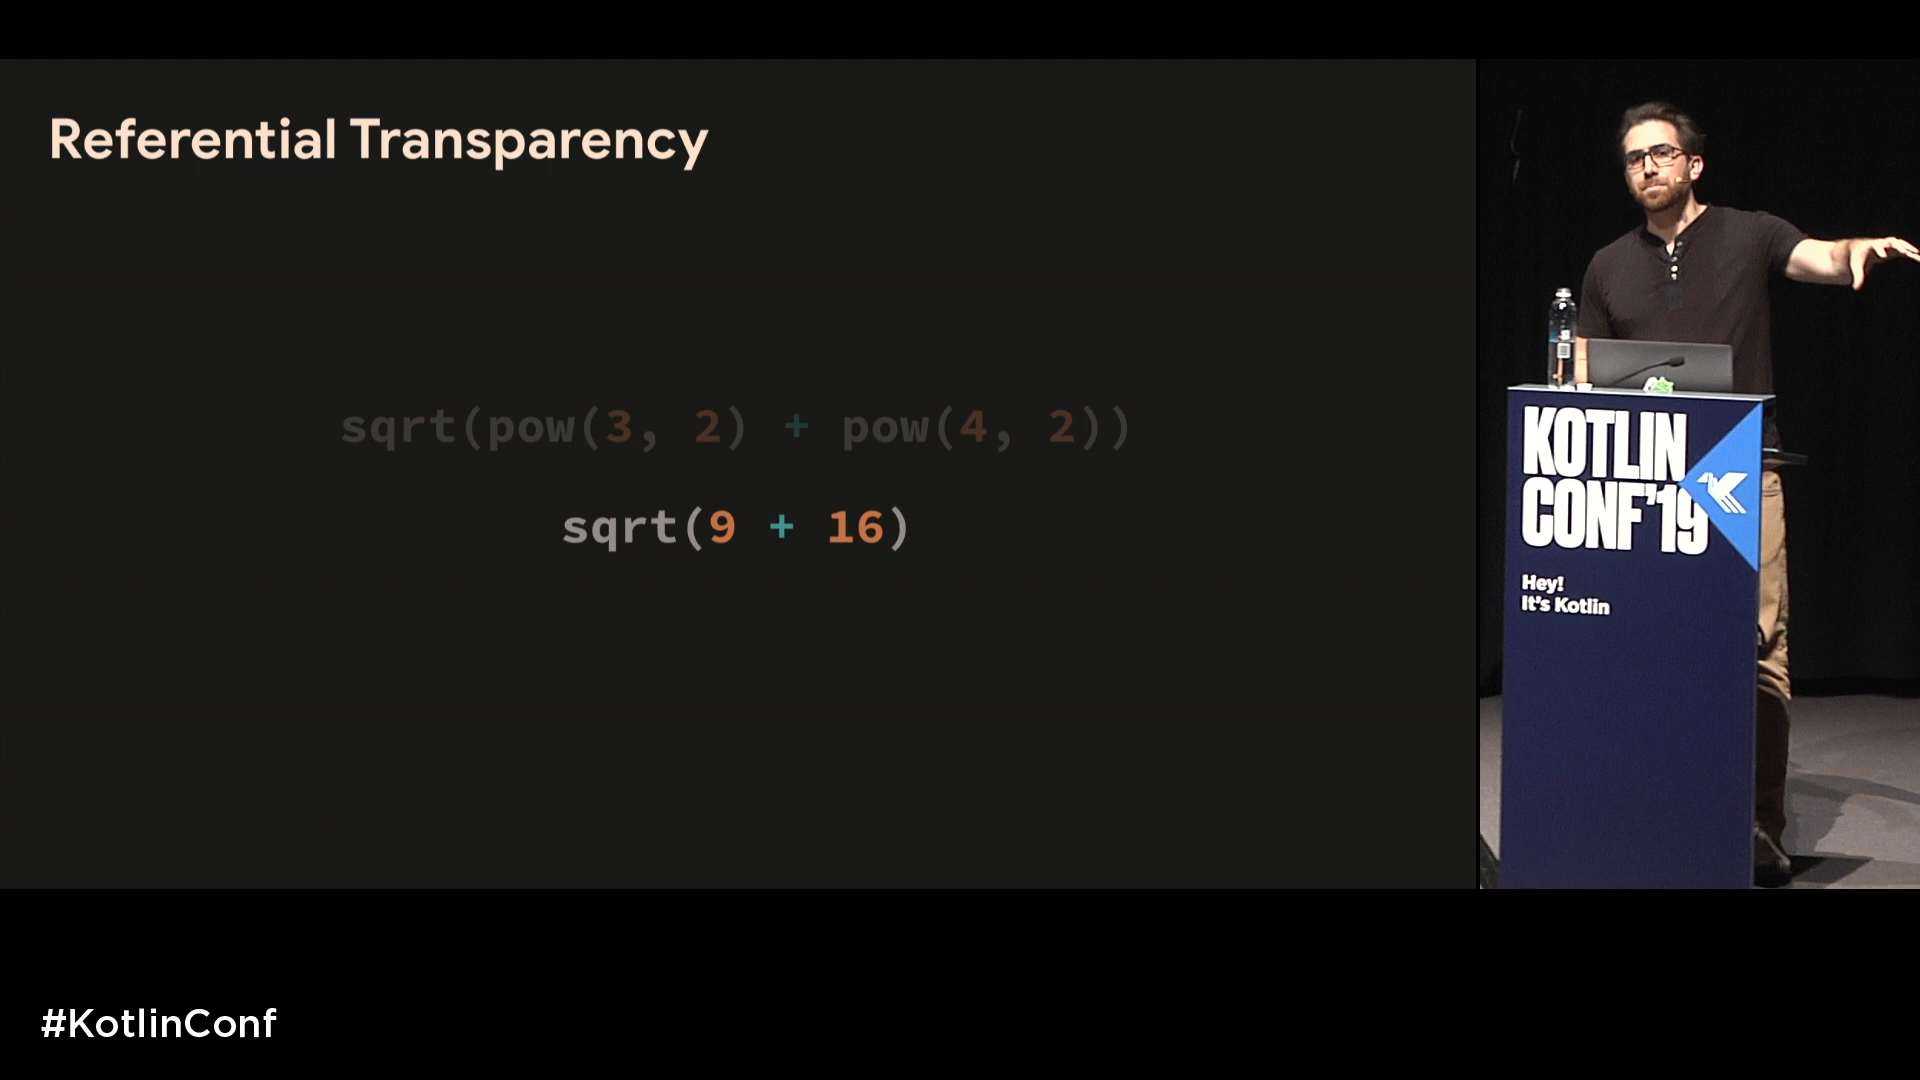 Referential Transparency
sqrt(pow(3, 2) + pow(4, 2))
sqrt(9 + 16)
KOTLIN
CONF'19
Hey!
It's Kotlin
#KotlinConf